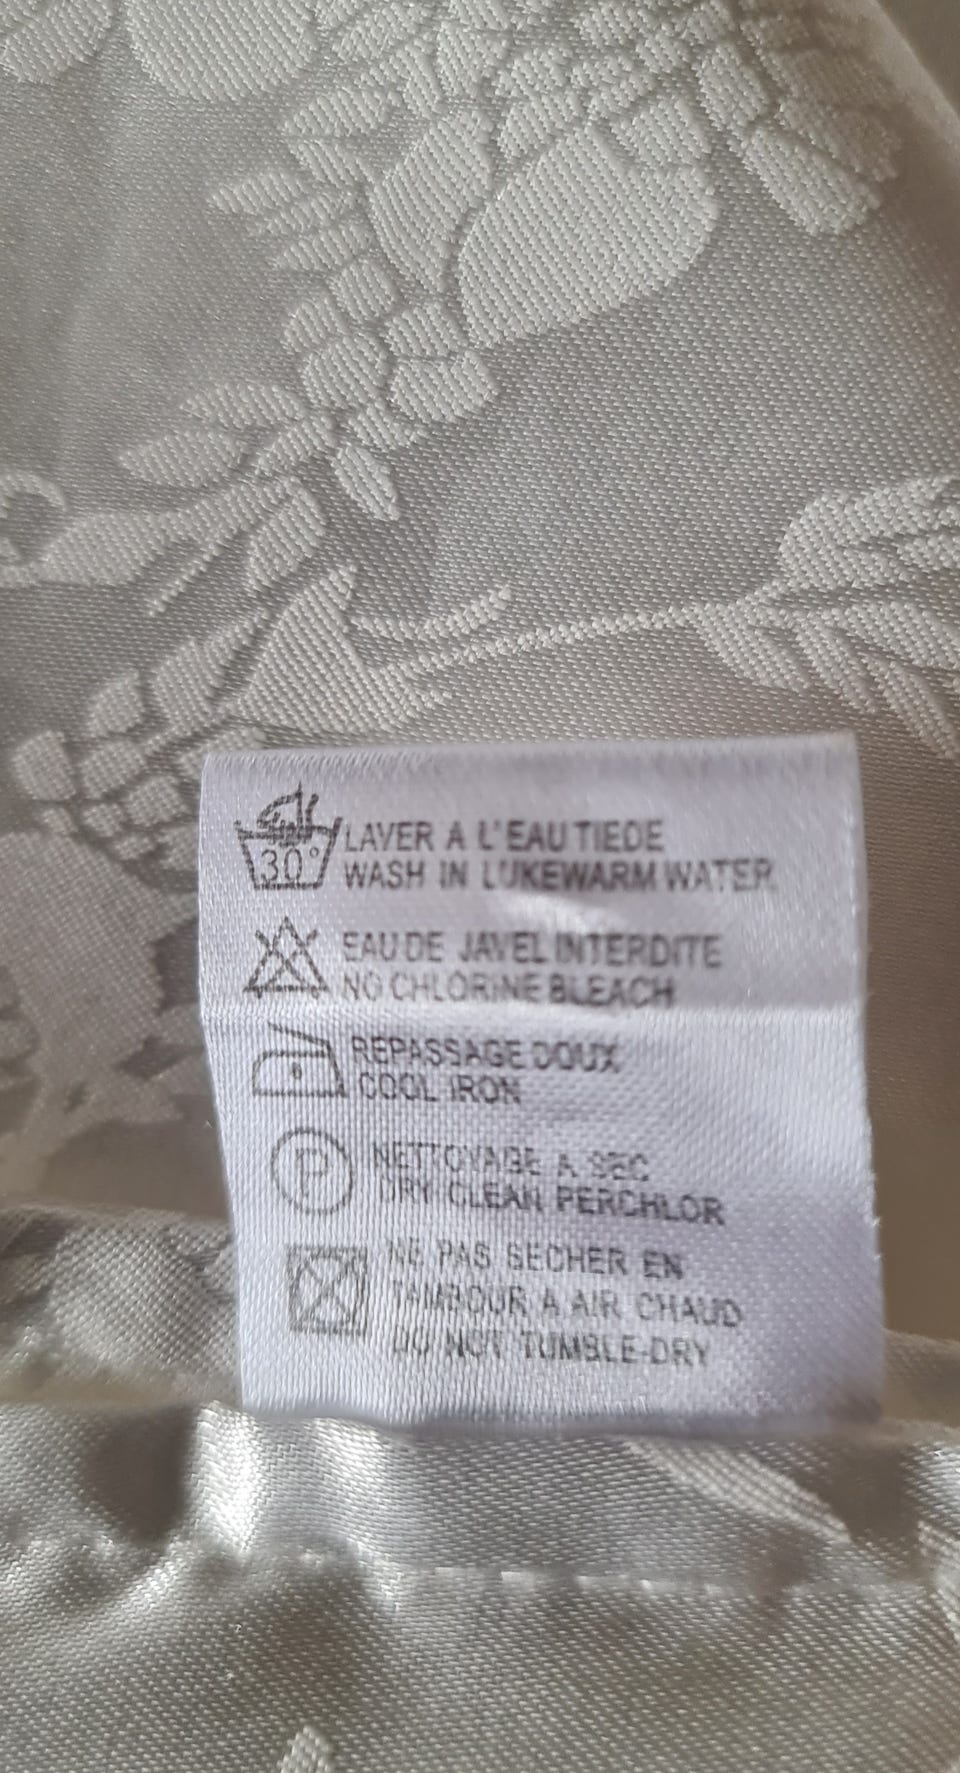 LAVER A L'EAU TIEDE
30° WASH IN LUKEWARM WATER
EAU DE JAVEL INTERDITE
NO CHLORINE BLEACH
REPASSAGE DOUX
COOL IRON
NETTOYAGE A SEC
P DRY CLEAN PERCHLOR
NE PAS SECHER EN
TAMBOUR A AIR CHAUD
DO NOT TUMBLE-DRY